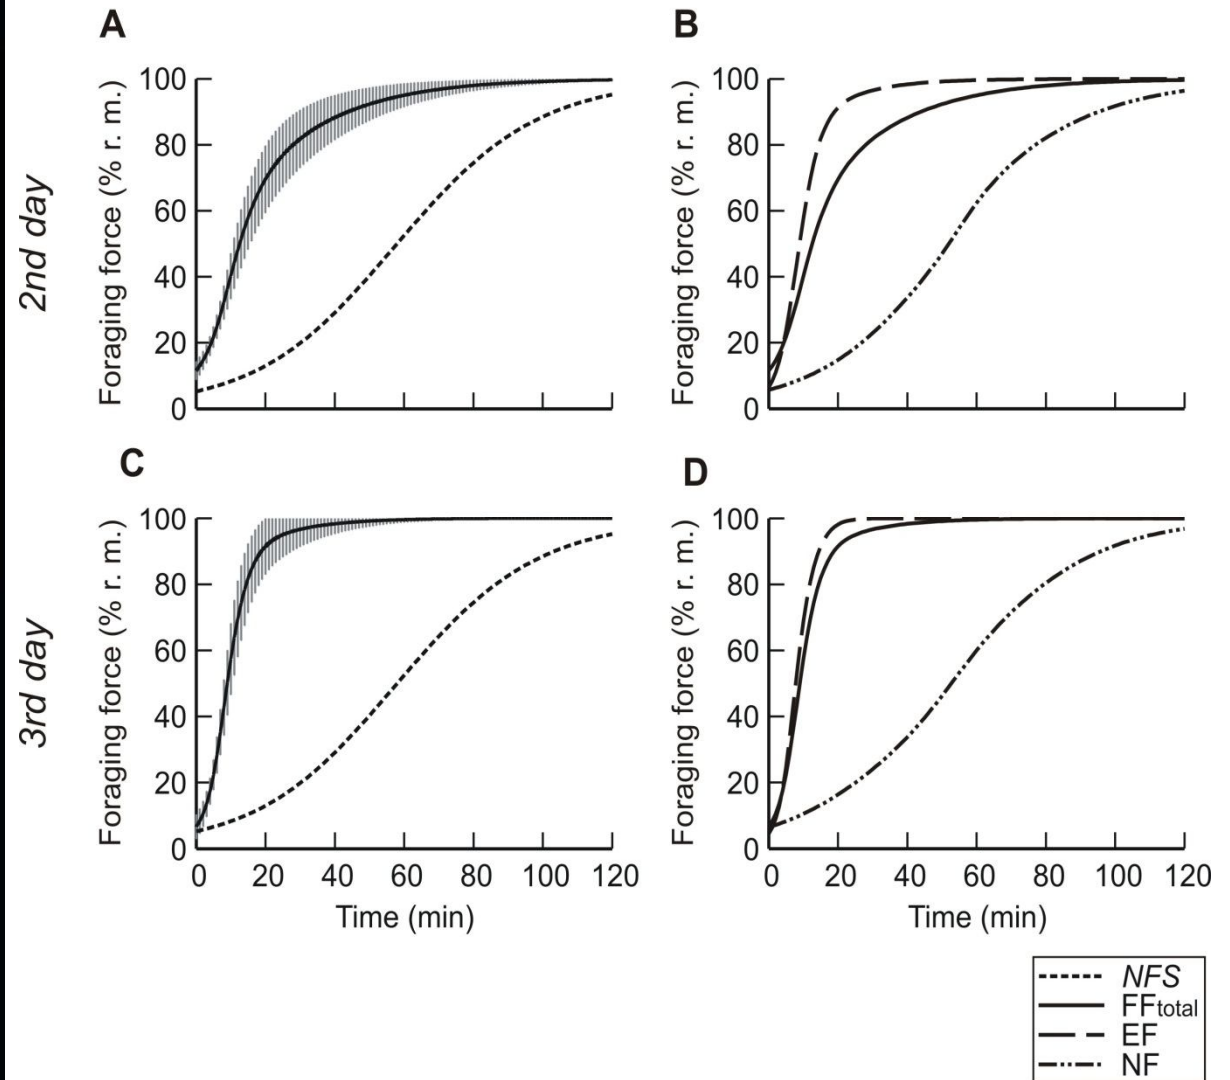 A
B
2nd day
Foraging force (% r. m.)
100
80
60
40
20
0
Foraging force (% r. m.)
100
80
60
40
20
0
C
D
3rd day
Foraging force (% r. m.)
100
80
60
40
20
0
0 20 40 60 80 100 120
Time (min)
Foraging force (% r. m.)
100
80
60
40
20
0
0 20 40 60 80 100 120
Time (min)
NFS
FFtotal
EF
NF